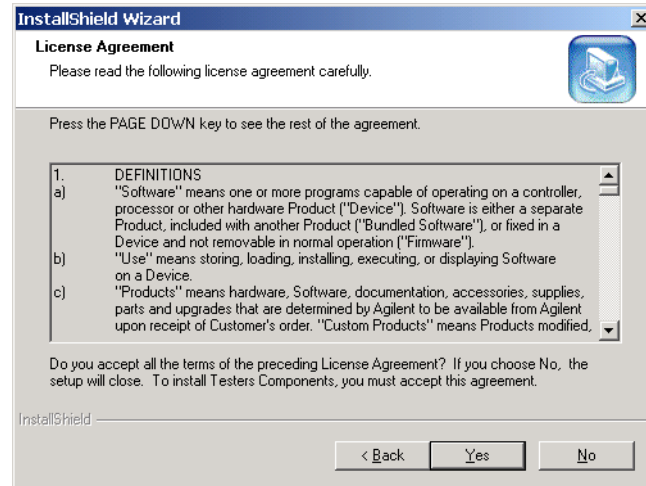 InstallShield Wizard
License Agreement
Please read the following license agreement carefully.
Press the PAGE DOWN key to see the rest of the agreement.
1. DEFINITIONS
a) "Software" means one or more programs capable of operating on a controller,
processor or other hardware Product ("Device"). Software is either a separate
Product, included with another Product ("Bundled Software"), or fixed in a
Device and not removable in normal operation ("Firmware").
b) "Use" means storing, loading, installing, executing, or displaying Software
on a Device.
c) "Products" means hardware, Software, documentation, accessories, supplies,
parts and upgrades that are determined by Agilent to be available from Agilent
upon receipt of Customer's order. "Custom Products" means Products modified,
Do you accept all the terms of the preceding License Agreement? If you choose No, the
setup will close. To install Testers Components, you must accept this agreement.
InstallShield
< Back Yes No